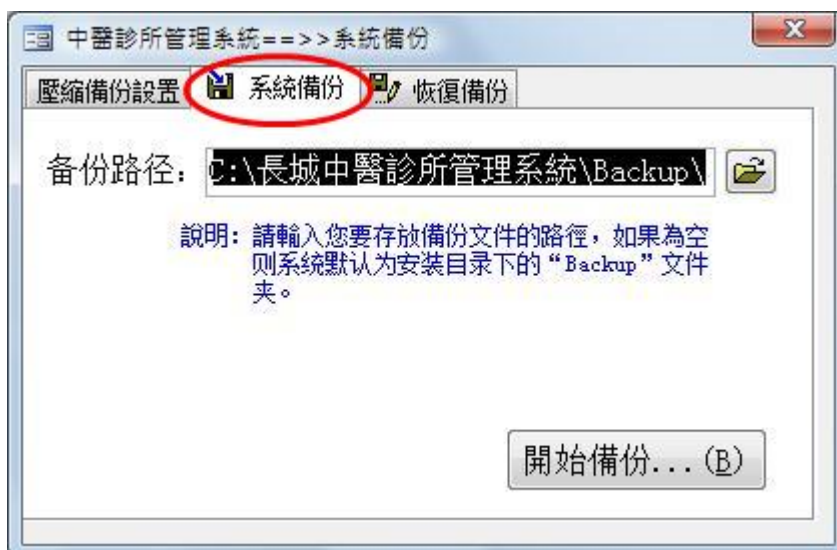 中醫診所管理系統==>>系統備份
壓縮備份設置 系統備份 恢復備份
备份路径: C:\長城中醫診所管理系統\Backup\
說明: 請輸入您要存放備份文件的路徑,如果為空
则系统默认为安装目录下的“Backup”文件
夹。
開始備份...(B)